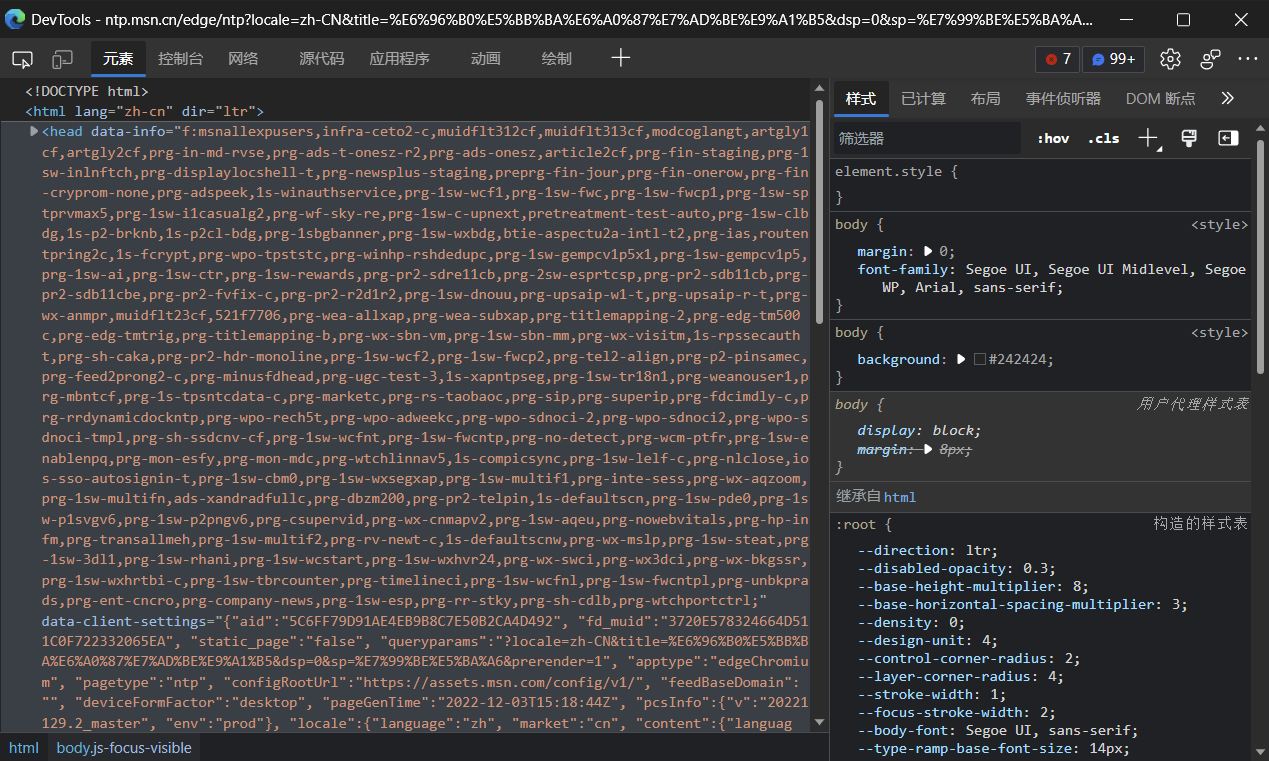 DevTools - ntp.msn.cn/edge/ntp?locale=zh-CN&title=%E6%96%B0%E5%BB%BA%E6%A0%87%E7%AD%BE%E9%A1%B5&dsp=0&sp=%E7%99%BE%E5%BA%A...
元素 控制台 网络 源代码 应用程序 动画 绘制 7 99+
<!DOCTYPE html>
<html lang="zh-cn" dir="ltr">
<head data-info="f:msnallexpusers,infra-ceto2-c,muidflt312cf,muidflt313cf,modcoglangt,artgly1
cf,artgly2cf,prg-in-md-rvse,prg-ads-t-onesz-r2,prg-ads-onesz,article2cf,prg-fin-staging,prg-1
sw-inlnftch,prg-displaylocshell-t,prg-newsplus-staging,preprg-fin-jour,prg-fin-onerow,prg-fin
-cryprom-none,prg-adspeek,1s-winauthservice,prg-1sw-wcf1,prg-1sw-fwc,prg-1sw-fwcp1,prg-1sw-sp
tprvmax5,prg-1sw-i1casualg2,prg-wf-sky-re,prg-1sw-c-upnext,pretreatment-test-auto,prg-1sw-clb
dg,1s-p2-brknb,1s-p2cl-bdg,prg-1sbgbanner,prg-1sw-wxbdg,btie-aspectu2a-intl-t2,prg-ias,routen
tpring2c,1s-fcrypt,prg-wpo-tpststc,prg-winhp-rshdedupc,prg-1sw-gempcv1p5x1,prg-1sw-gempcv1p5,
prg-1sw-ai,prg-1sw-ctr,prg-1sw-rewards,prg-pr2-sdre11cb,prg-2sw-esprtcsp,prg-pr2-sdb11cb,prg-
pr2-sdb11cbe,prg-pr2-fvfix-c,prg-pr2-r2d1r2,prg-1sw-dnouu,prg-upsaip-w1-t,prg-upsaip-r-t,prg-
wx-anmpr,muidflt23cf,521f7706,prg-wea-allxap,prg-wea-subxap,prg-titlemapping-2,prg-edg-tm500
c,prg-edg-tmtrig,prg-titlemapping-b,prg-wx-sbn-vm,prg-1sw-sbn-mm,prg-wx-visitm,1s-rpssecauth
t,prg-sh-caka,prg-pr2-hdr-monoline,prg-1sw-wcf2,prg-1sw-fwcp2,prg-tel2-align,prg-p2-pinsamec,
prg-feed2prong2-c,prg-minusfdhead,prg-ugc-test-3,1s-xapntpseg,prg-1sw-tr18n1,prg-weanouser1,p
rg-mbntcf,prg-1s-tpsntcdata-c,prg-marketc,prg-rs-taobaoc,prg-sip,prg-superip,prg-fdcimdly-c,p
rg-rrdynamicdockntp,prg-wpo-rech5t,prg-wpo-adweekc,prg-wpo-sdnoci-2,prg-wpo-sdnoci2,prg-wpo-s
dnoci-tmpl,prg-sh-ssdcnv-cf,prg-1sw-wcfnt,prg-1sw-fwcntp,prg-no-detect,prg-wcm-ptfr,prg-1sw-e
nablenpq,prg-mon-esfy,prg-mon-mdc,prg-wtchlinnav5,1s-compicsync,prg-1sw-lelf-c,prg-nlclose,io
s-sso-autosignin-t,prg-1sw-cbm0,prg-1sw-wxsegxap,prg-1sw-multif1,prg-inte-sess,prg-wx-aqzoom,
prg-1sw-multifn,ads-xandradfullc,prg-dbzm200,prg-pr2-telpin,1s-defaultscn,prg-1sw-pde0,prg-1s
w-p1svgv6,prg-1sw-p2pngv6,prg-csupervid,prg-wx-cnmapv2,prg-1sw-aqeu,prg-nowebvitals,prg-hp-in
fm,prg-transallmeh,prg-1sw-multif2,prg-rv-newt-c,1s-defaultscnw,prg-wx-mslp,prg-1sw-steat,prg
-1sw-3dl1,prg-1sw-rhani,prg-1sw-wcstart,prg-1sw-wxhvr24,prg-wx-swci,prg-wx3dci,prg-wx-bkgssr,
prg-1sw-wxhrtbi-c,prg-1sw-tbrcounter,prg-timelineci,prg-1sw-wcfnl,prg-1sw-fwcntpl,prg-unbkpra
ds,prg-ent-cncro,prg-company-news,prg-1sw-esp,prg-rr-stky,prg-sh-cdlb,prg-wtchportctrl;"
data-client-settings="{"aid":"5C6FF79D91AE4EB9B8C7E50B2CA4D492", "fd_muid":"3720E578324664D51
1C0F722332065EA", "static_page":"false", "queryparams":"?locale=zh-CN&title=%E6%96%B0%E5%BB%B
A%E6%A0%87%E7%AD%BE%E9%A1%B5&dsp=0&sp=%E7%99%BE%E5%BA%A6&prerender=1", "apptype":"edgeChromiu
m", "pagetype":"ntp", "configRootUrl":"https://assets.msn.com/config/v1/", "feedBaseDomain":
"", "deviceFormFactor":"desktop", "pageGenTime":"2022-12-03T15:18:44Z", "pcsInfo":{"v":"20221
129.2_master", "env":"prod"}, "locale":{"language":"zh", "market":"cn", "content":{"languag
html body.js-focus-visible
样式 已计算 布局 事件侦听器 DOM 断点
筛选器 :hov .cls
element.style {
}
body { <style>
margin: 0;
font-family: Segoe UI, Segoe UI Midlevel, Segoe
WP, Arial, sans-serif;
}
body { <style>
background: #242424;
}
body { 用户代理样式表
display: block;
margin: 8px;
}
继承自 html
:root { 构造的样式表
--direction: ltr;
--disabled-opacity: 0.3;
--base-height-multiplier: 8;
--base-horizontal-spacing-multiplier: 3;
--density: 0;
--design-unit: 4;
--control-corner-radius: 2;
--layer-corner-radius: 4;
--stroke-width: 1;
--focus-stroke-width: 2;
--body-font: Segoe UI, sans-serif;
--type-ramp-base-font-size: 14px;